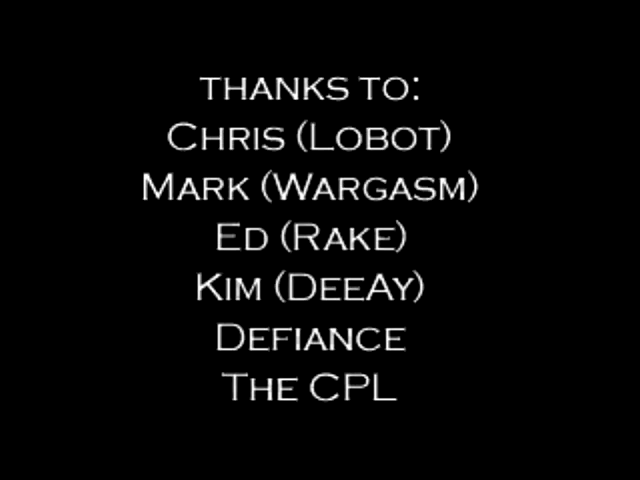 THANKS TO:
CHRIS (LOBOT)
MARK (WARGASM)
ED (RAKE)
KIM (DEEAY)
DEFIANCE
THE CPL